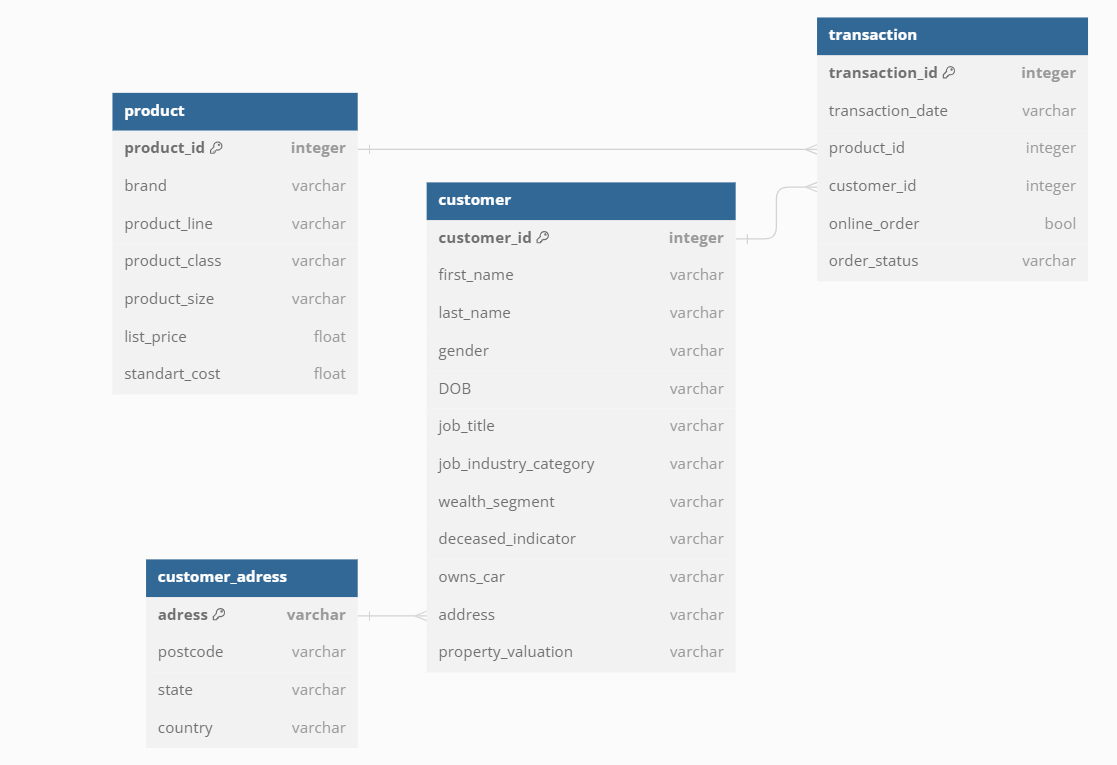 transaction
transaction_id integer
transaction_date varchar
product_id integer
customer_id integer
online_order bool
order_status varchar
product
product_id integer
brand varchar
product_line varchar
product_class varchar
product_size varchar
list_price float
standart_cost float
customer
customer_id integer
first_name varchar
last_name varchar
gender varchar
DOB varchar
job_title varchar
job_industry_category varchar
wealth_segment varchar
deceased_indicator varchar
owns_car varchar
address varchar
property_valuation varchar
customer_adress
adress varchar
postcode varchar
state varchar
country varchar